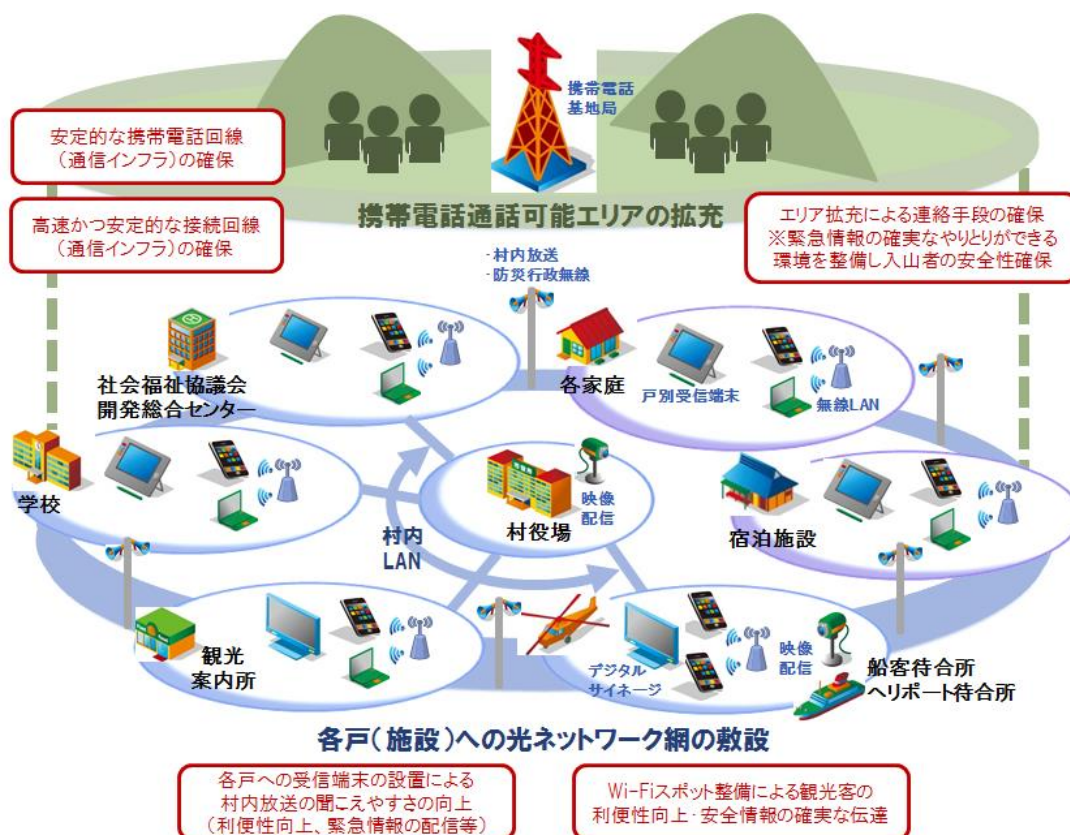 携帯電話
基地局
安定的な携帯電話回線
(通信インフラ)の確保
高速かつ安定的な接続回線
(通信インフラ)の確保
携帯電話通話可能エリアの拡充
エリア拡充による連絡手段の確保
※緊急情報の確実なやりとりができる
環境を整備し入山者の安全性確保
・村内放送
・防災行政無線
社会福祉協議会
開発総合センター
各家庭
戸別受信端末
無線LAN
学校
村役場
映像
配信
宿泊施設
村内
LAN
観光
案内所
デジタル
サイネージ
映像
配信
船客待合所
ヘリポート待合所
各戸(施設)への光ネットワーク網の敷設
各戸への受信端末の設置による
村内放送の聞こえやすさの向上
(利便性向上、緊急情報の配信等)
Wi-Fiスポット整備による観光客の
利便性向上・安全情報の確実な伝達